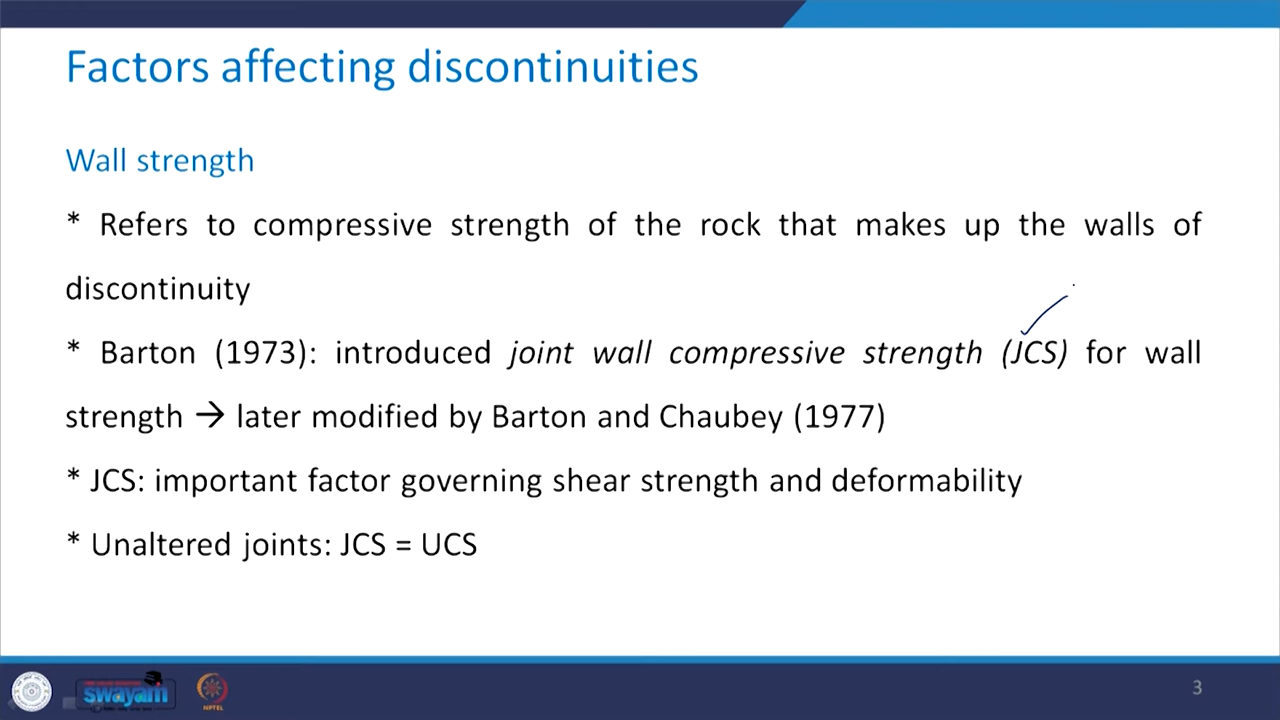 Factors affecting discontinuities
Wall strength
* Refers to compressive strength of the rock that makes up the walls of
discontinuity
* Barton (1973): introduced joint wall compressive strength (JCS) for wall
strength → later modified by Barton and Chaubey (1977)
* JCS: important factor governing shear strength and deformability
* Unaltered joints: JCS = UCS
swayam
NPTEL
3